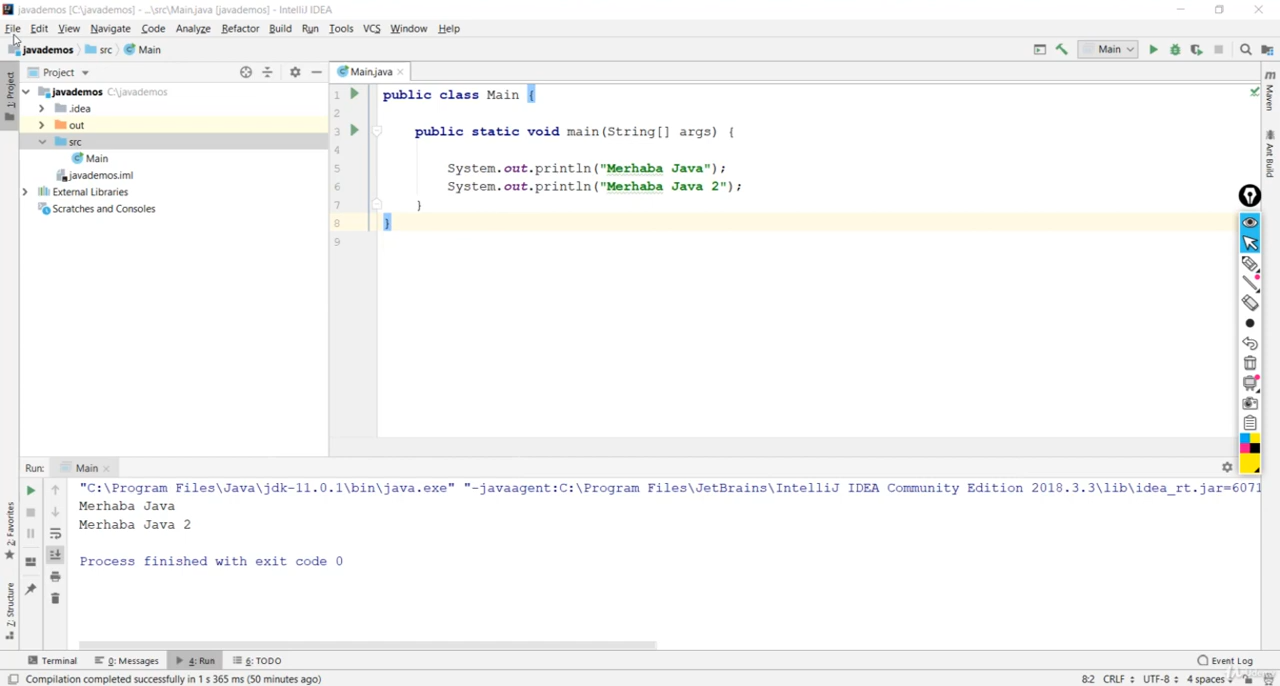 javademos [C:\javademos] - ...\src\Main.java [javademos] - IntelliJ IDEA
File Edit View Navigate Code Analyze Refactor Build Run Tools VCS Window Help
javademos src Main
Main
1: Project
Project
Main.java
javademos C:\javademos
.idea
out
src
Main
javademos.iml
External Libraries
Scratches and Consoles
1 public class Main {
2
3 public static void main(String[] args) {
4
5 System.out.println("Merhaba Java");
6 System.out.println("Merhaba Java 2");
7 }
8 }
9
Maven
Ant Build
Run: Main
"C:\Program Files\Java\jdk-11.0.1\bin\java.exe" "-javaagent:C:\Program Files\JetBrains\IntelliJ IDEA Community Edition 2018.3.3\lib\idea_rt.jar=6071
Merhaba Java
Merhaba Java 2
Process finished with exit code 0
2: Favorites
Z: Structure
Terminal 0: Messages 4: Run 6: TODO
Event Log
Compilation completed successfully in 1 s 365 ms (50 minutes ago)
8:2 CRLF UTF-8 4 spaces